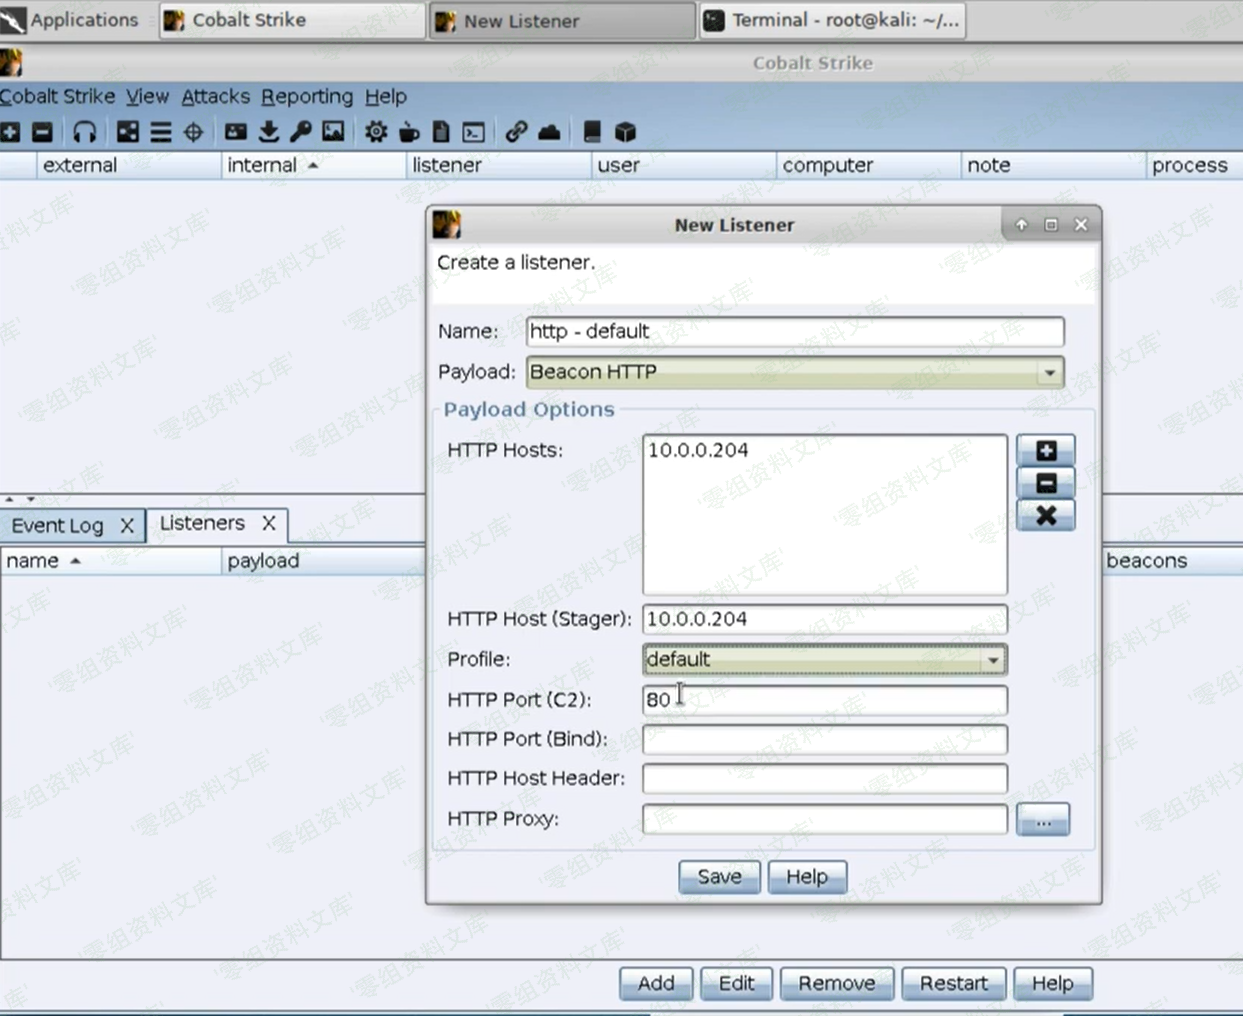 Applications
Cobalt Strike
New Listener
Terminal - root@kali: ~/...
Cobalt Strike
Cobalt Strike View Attacks Reporting Help
external internal listener user computer note process
New Listener
Create a listener.
Name: http - default
Payload: Beacon HTTP
Payload Options
HTTP Hosts: 10.0.0.204
Event Log X Listeners X
name payload beacons
HTTP Host (Stager): 10.0.0.204
Profile: default
HTTP Port (C2): 80
HTTP Port (Bind):
HTTP Host Header:
HTTP Proxy: ...
Save Help
Add Edit Remove Restart Help
'零组资料文库'